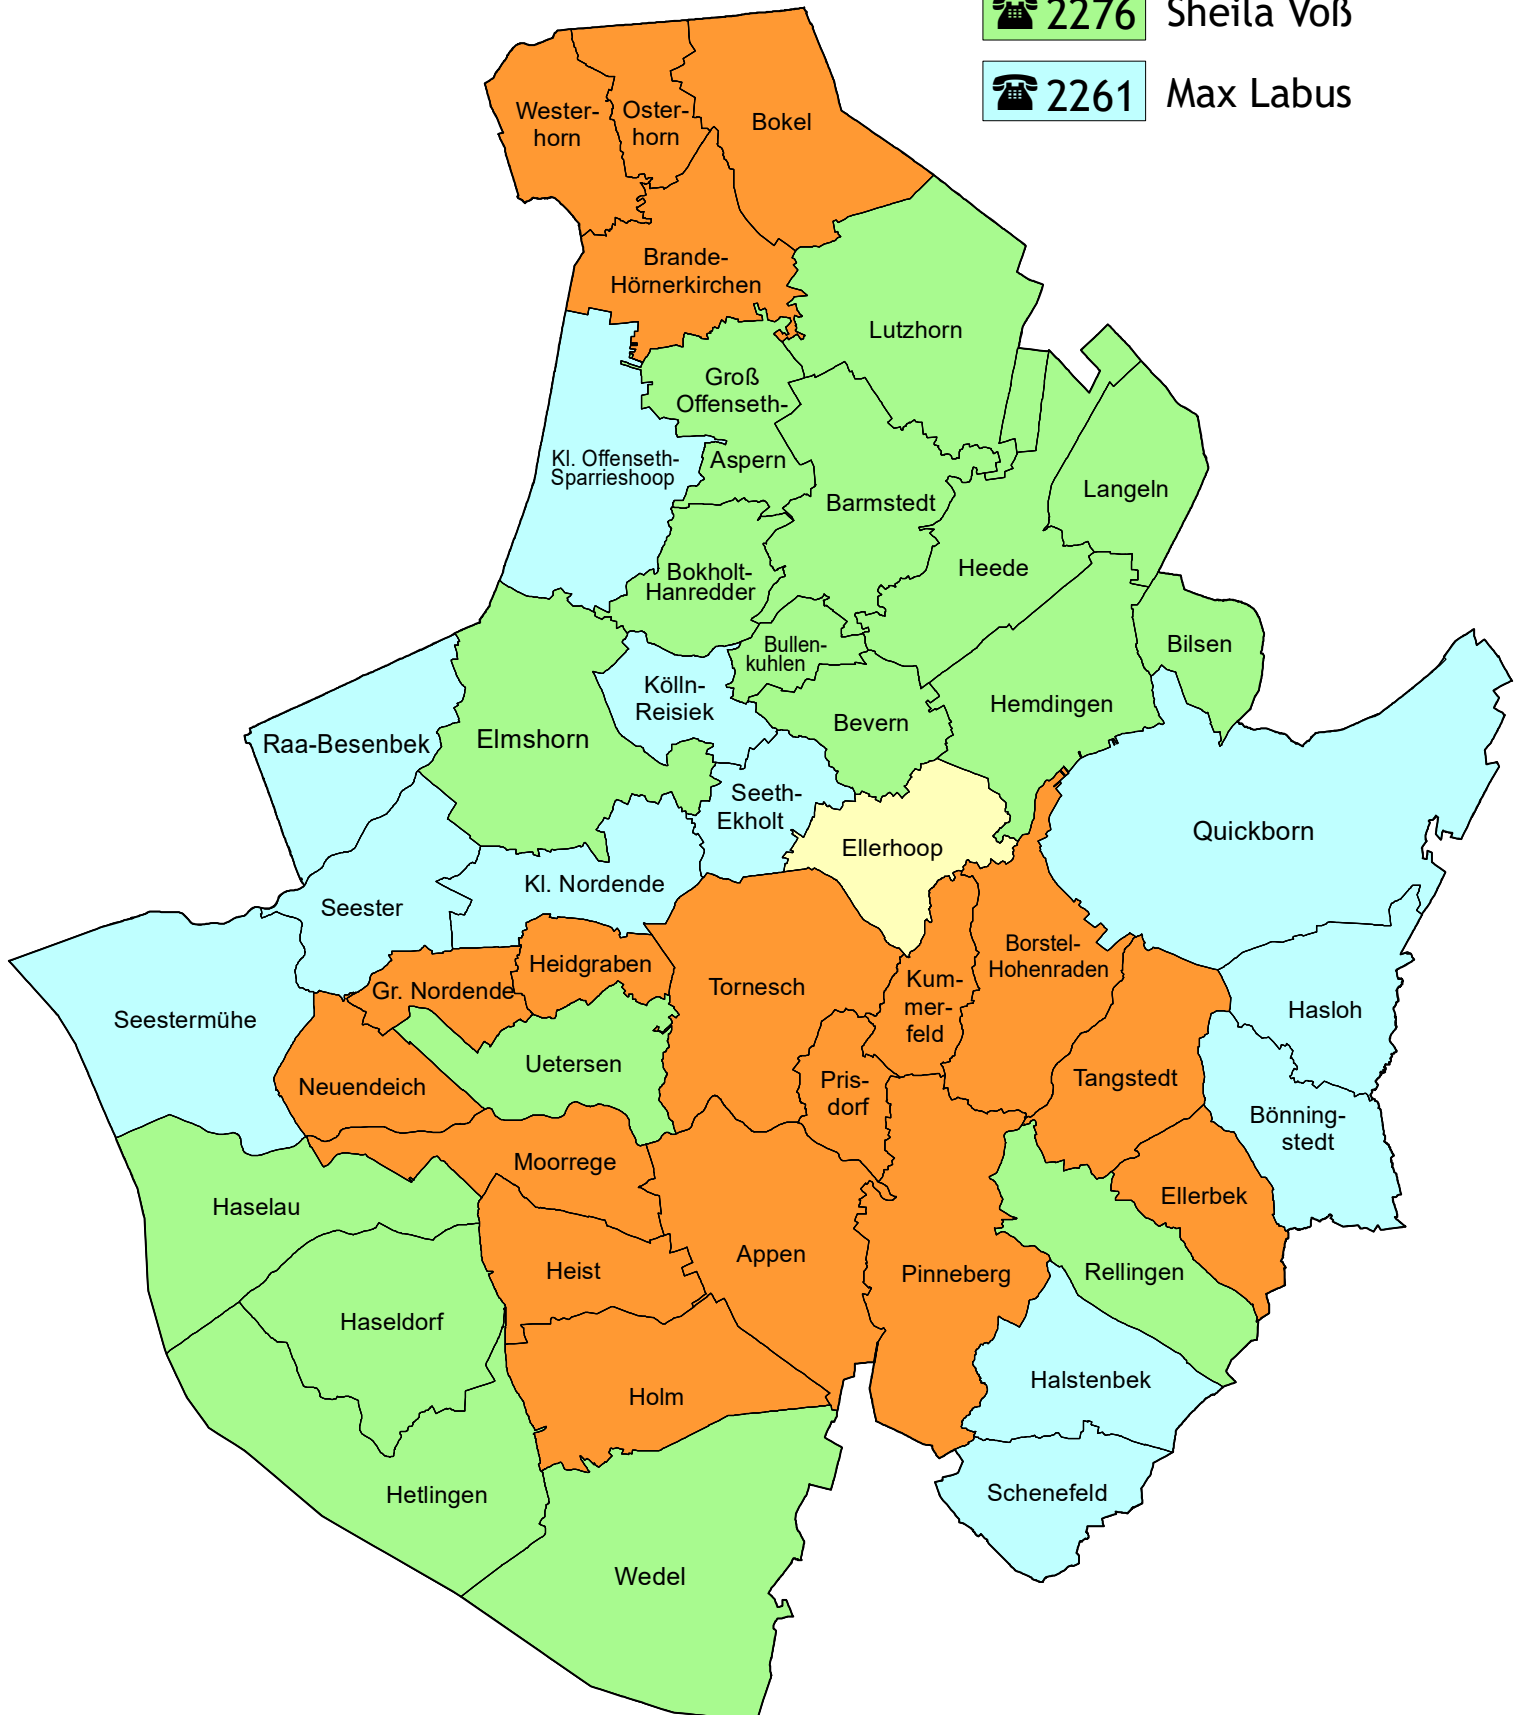 ☎ 2276 Sheila Voß
☎ 2261 Max Labus
Wester-
horn
Oster-
horn
Bokel
Brande-
Hörnerkirchen
Lutzhorn
Groß
Offenseth-
Aspern
Kl. Offenseth-
Sparrieshoop
Barmstedt
Langeln
Heede
Bokholt-
Hanredder
Bullen-
kuhlen
Bilsen
Kölln-
Reisiek
Bevern
Hemdingen
Raa-Besenbek
Elmshorn
Seeth-
Ekholt
Ellerhoop
Quickborn
Kl. Nordende
Seester
Heidgraben
Gr. Nordende
Tornesch
Kum-
mer-
feld
Borstel-
Hohenraden
Hasloh
Seestermühe
Uetersen
Neuendeich
Pris-
dorf
Tangstedt
Bönning-
stedt
Moorrege
Haselau
Ellerbek
Heist
Appen
Pinneberg
Rellingen
Haseldorf
Holm
Halstenbek
Hetlingen
Schenefeld
Wedel